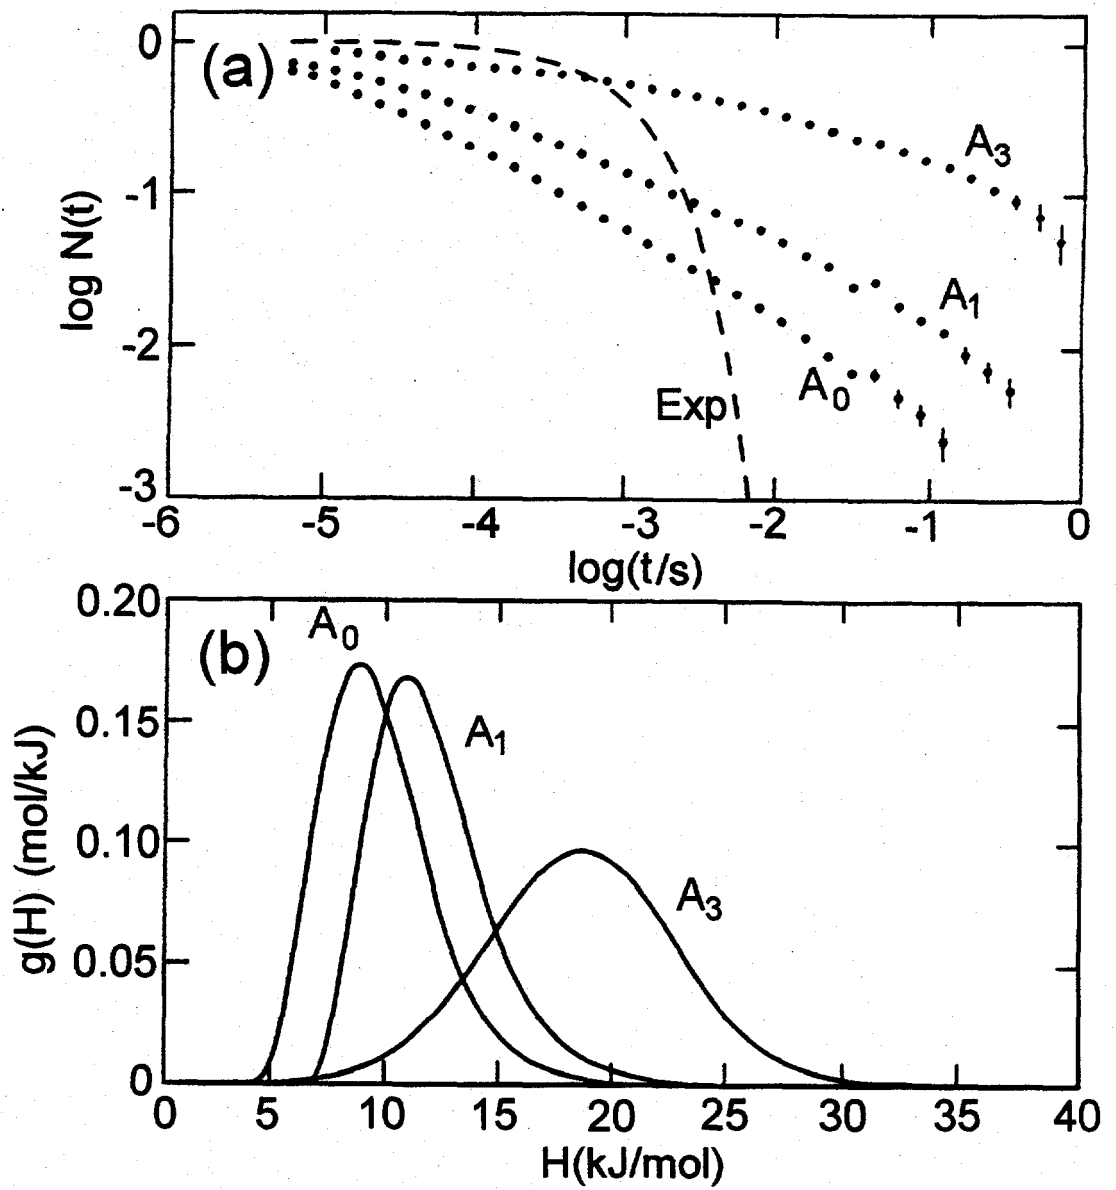 0
(a)
A3
-1
log N(t)
A1
-2
A0
Exp
-3
-6 -5 -4 -3 -2 -1 0
log(t/s)
0.20
A0
(b)
0.15
A1
g(H) (mol/kJ)
0.10
A3
0.05
0
0 5 10 15 20 25 30 35 40
H(kJ/mol)